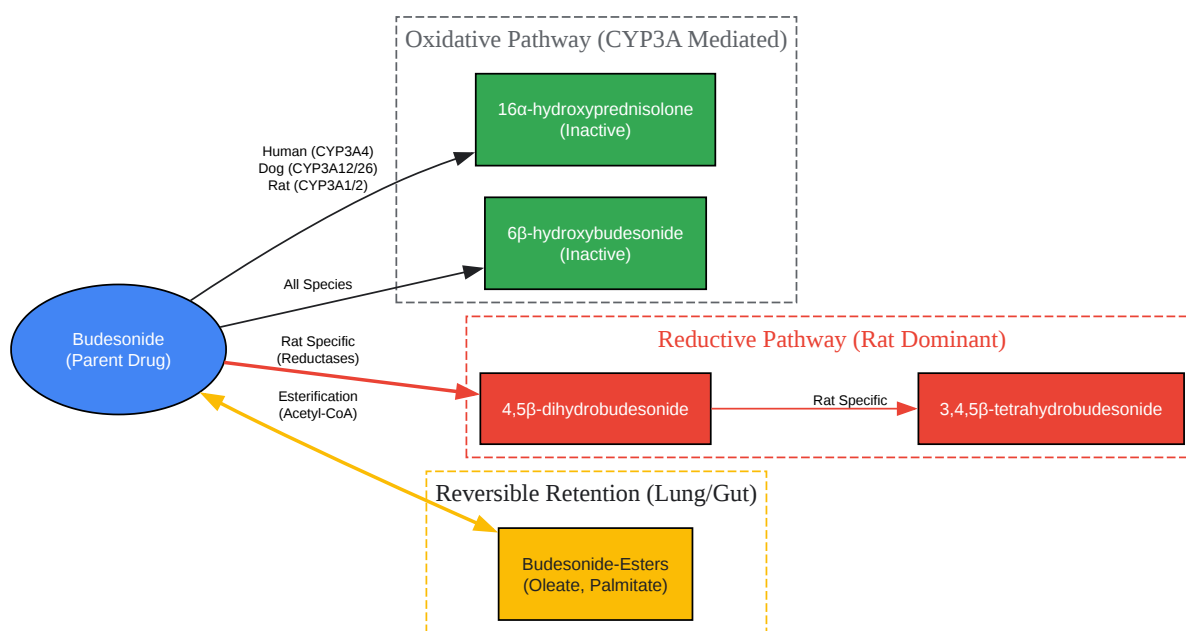 Oxidative Pathway (CYP3A Mediated)
16α-hydroxyprednisolone
(Inactive)
Human (CYP3A4)
Dog (CYP3A12/26)
Rat (CYP3A1/2)
6β-hydroxybudesonide
(Inactive)
All Species
Budesonide
(Parent Drug)
Rat Specific
(Reductases)
Reductive Pathway (Rat Dominant)
4,5β-dihydrobudesonide
Rat Specific
3,4,5β-tetrahydrobudesonide
Esterification
(Acetyl-CoA)
Reversible Retention (Lung/Gut)
Budesonide-Esters
(Oleate, Palmitate)